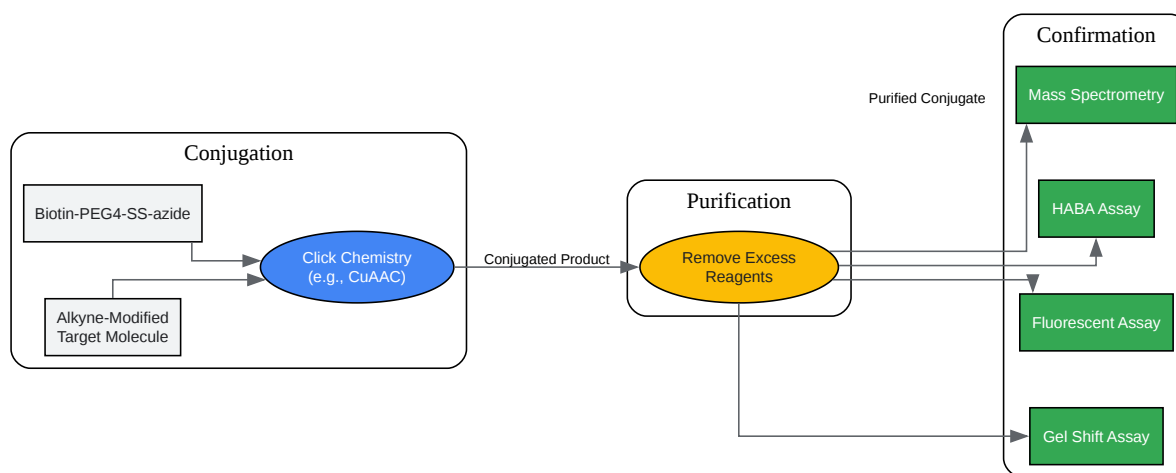 Conjugation
Biotin-PEG4-SS-azide
Alkyne-Modified
Target Molecule
Click Chemistry
(e.g., CuAAC)
Conjugated Product
Purification
Remove Excess
Reagents
Purified Conjugate
Confirmation
Mass Spectrometry
HABA Assay
Fluorescent Assay
Gel Shift Assay